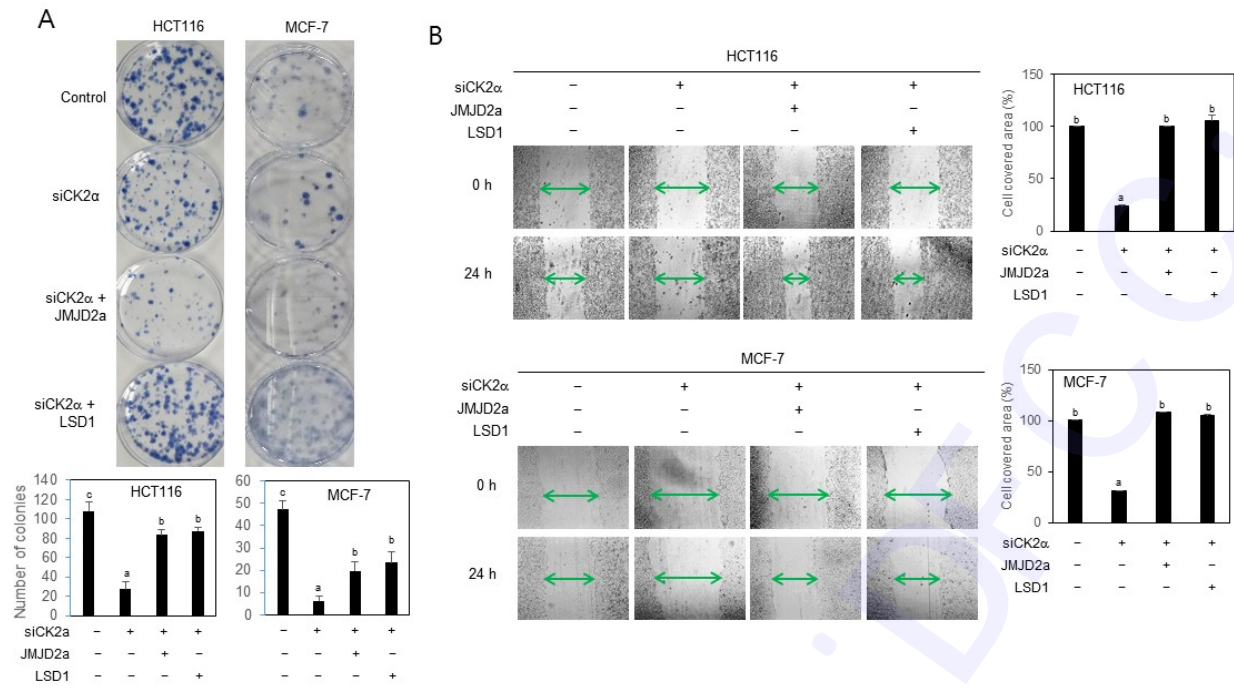 A
HCT116 MCF-7
Control
siCK2α
siCK2α +
JMJD2a
siCK2α +
LSD1
Number of colonies
140
120
100
80
60
40
20
0
HCT116
c
a
b
b
60
50
40
30
20
10
0
MCF-7
c
a
b
b
siCK2a – + + + – + + +
JMJD2a – – + – – – + –
LSD1 – – – + – – – +
B
HCT116
siCK2α – + + +
JMJD2a – – + –
LSD1 – – – +
0 h
24 h
Cell covered area (%)
150
100
50
0
HCT116
b
a
b
b
siCK2α – + + +
JMJD2a – – + –
LSD1 – – – +
MCF-7
siCK2α – + + +
JMJD2a – – + –
LSD1 – – – +
0 h
24 h
Cell covered area (%)
150
100
50
0
MCF-7
b
a
b
b
siCK2α – + + +
JMJD2a – – + –
LSD1 – – – +